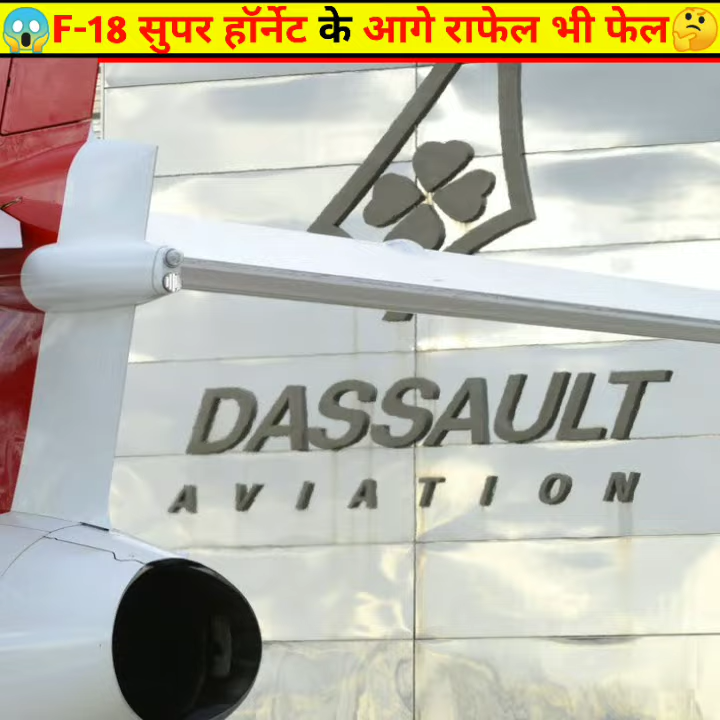 😱F-18 सुपर हॉर्नेट के आगे राफेल भी फेल🤔
DASSAULT
AVIATION